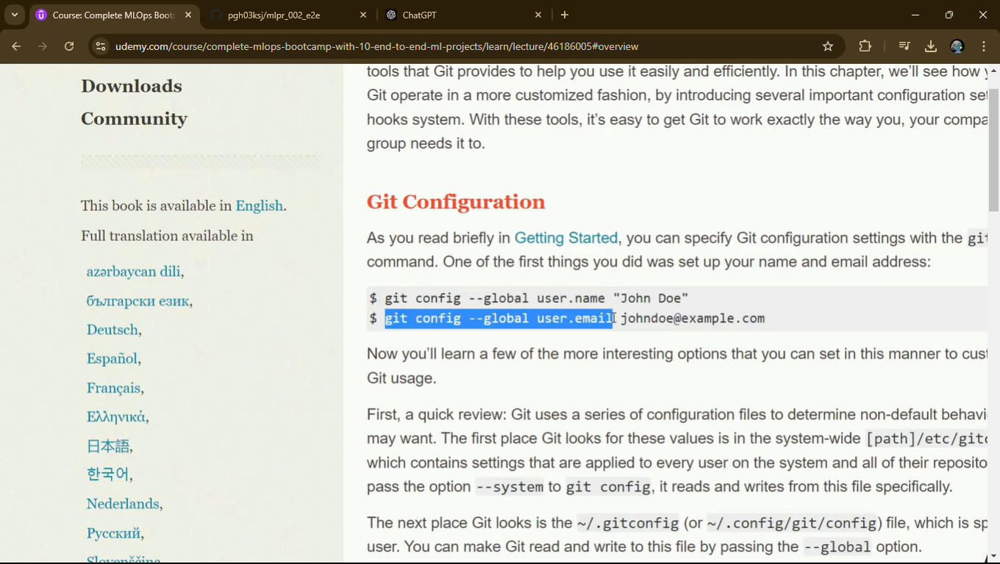 Course: Complete MLOps Bootc
pgh03ksj/mlpr_002_e2e
ChatGPT
udemy.com/course/complete-mlops-bootcamp-with-10-end-to-end-ml-projects/learn/lecture/46186005#overview
Downloads
Community
This book is available in English.
Full translation available in
azərbaycan dili,
български език,
Deutsch,
Español,
Français,
Ελληνικά,
日本語,
한국어,
Nederlands,
Русский,
Slovenščina
tools that Git provides to help you use it easily and efficiently. In this chapter, we'll see how y
Git operate in a more customized fashion, by introducing several important configuration set
hooks system. With these tools, it's easy to get Git to work exactly the way you, your compa
group needs it to.
Git Configuration
As you read briefly in Getting Started, you can specify Git configuration settings with the git
command. One of the first things you did was set up your name and email address:
$ git config --global user.name "John Doe"
$ git config --global user.email johndoe@example.com
Now you'll learn a few of the more interesting options that you can set in this manner to cust
Git usage.
First, a quick review: Git uses a series of configuration files to determine non-default behavi
may want. The first place Git looks for these values is in the system-wide [path]/etc/gitc
which contains settings that are applied to every user on the system and all of their reposito
pass the option --system to git config, it reads and writes from this file specifically.
The next place Git looks is the ~/.gitconfig (or ~/.config/git/config) file, which is sp
user. You can make Git read and write to this file by passing the --global option.